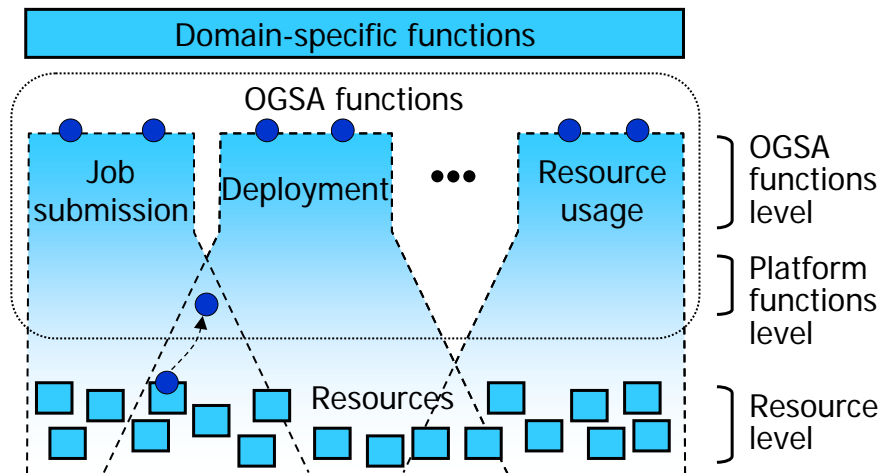 Domain-specific functions
OGSA functions
Job
submission
Deployment
•••
Resource
usage
OGSA
functions
level
Platform
functions
level
Resources
Resource
level